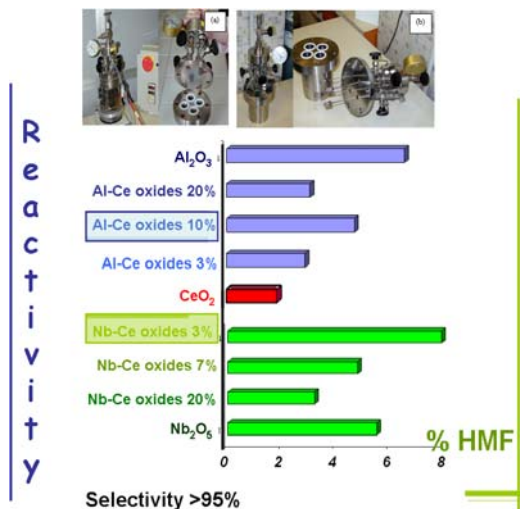 (a)
(b)
Reactivity
Al₂O₃
Al-Ce oxides 20%
Al-Ce oxides 10%
Al-Ce oxides 3%
CeO₂
Nb-Ce oxides 3%
Nb-Ce oxides 7%
Nb-Ce oxides 20%
Nb₂O₅
% HMF
0 2 4 6 8
Selectivity >95%